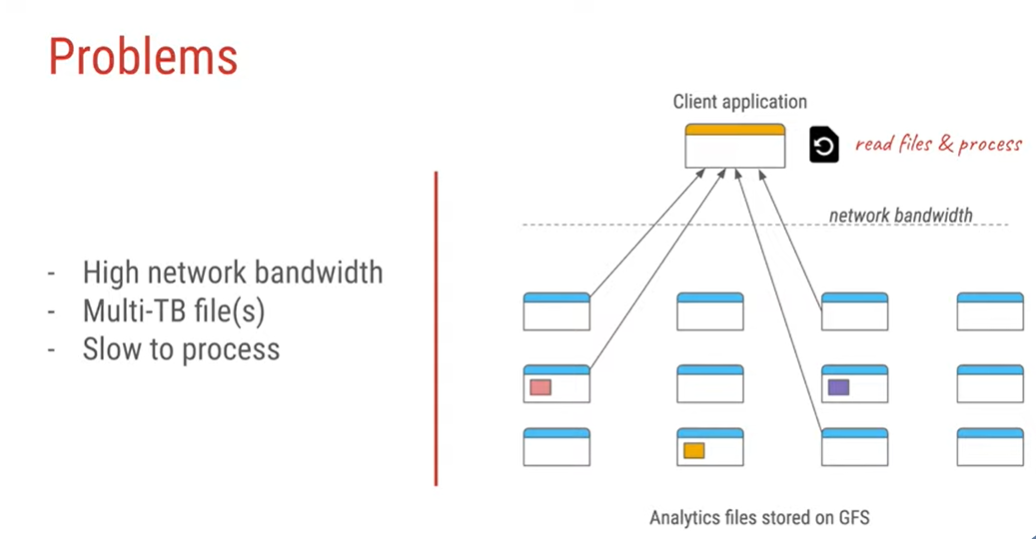 Problems
- High network bandwidth
- Multi-TB file(s)
- Slow to process
Client application
read files & process
network bandwidth
Analytics files stored on GFS